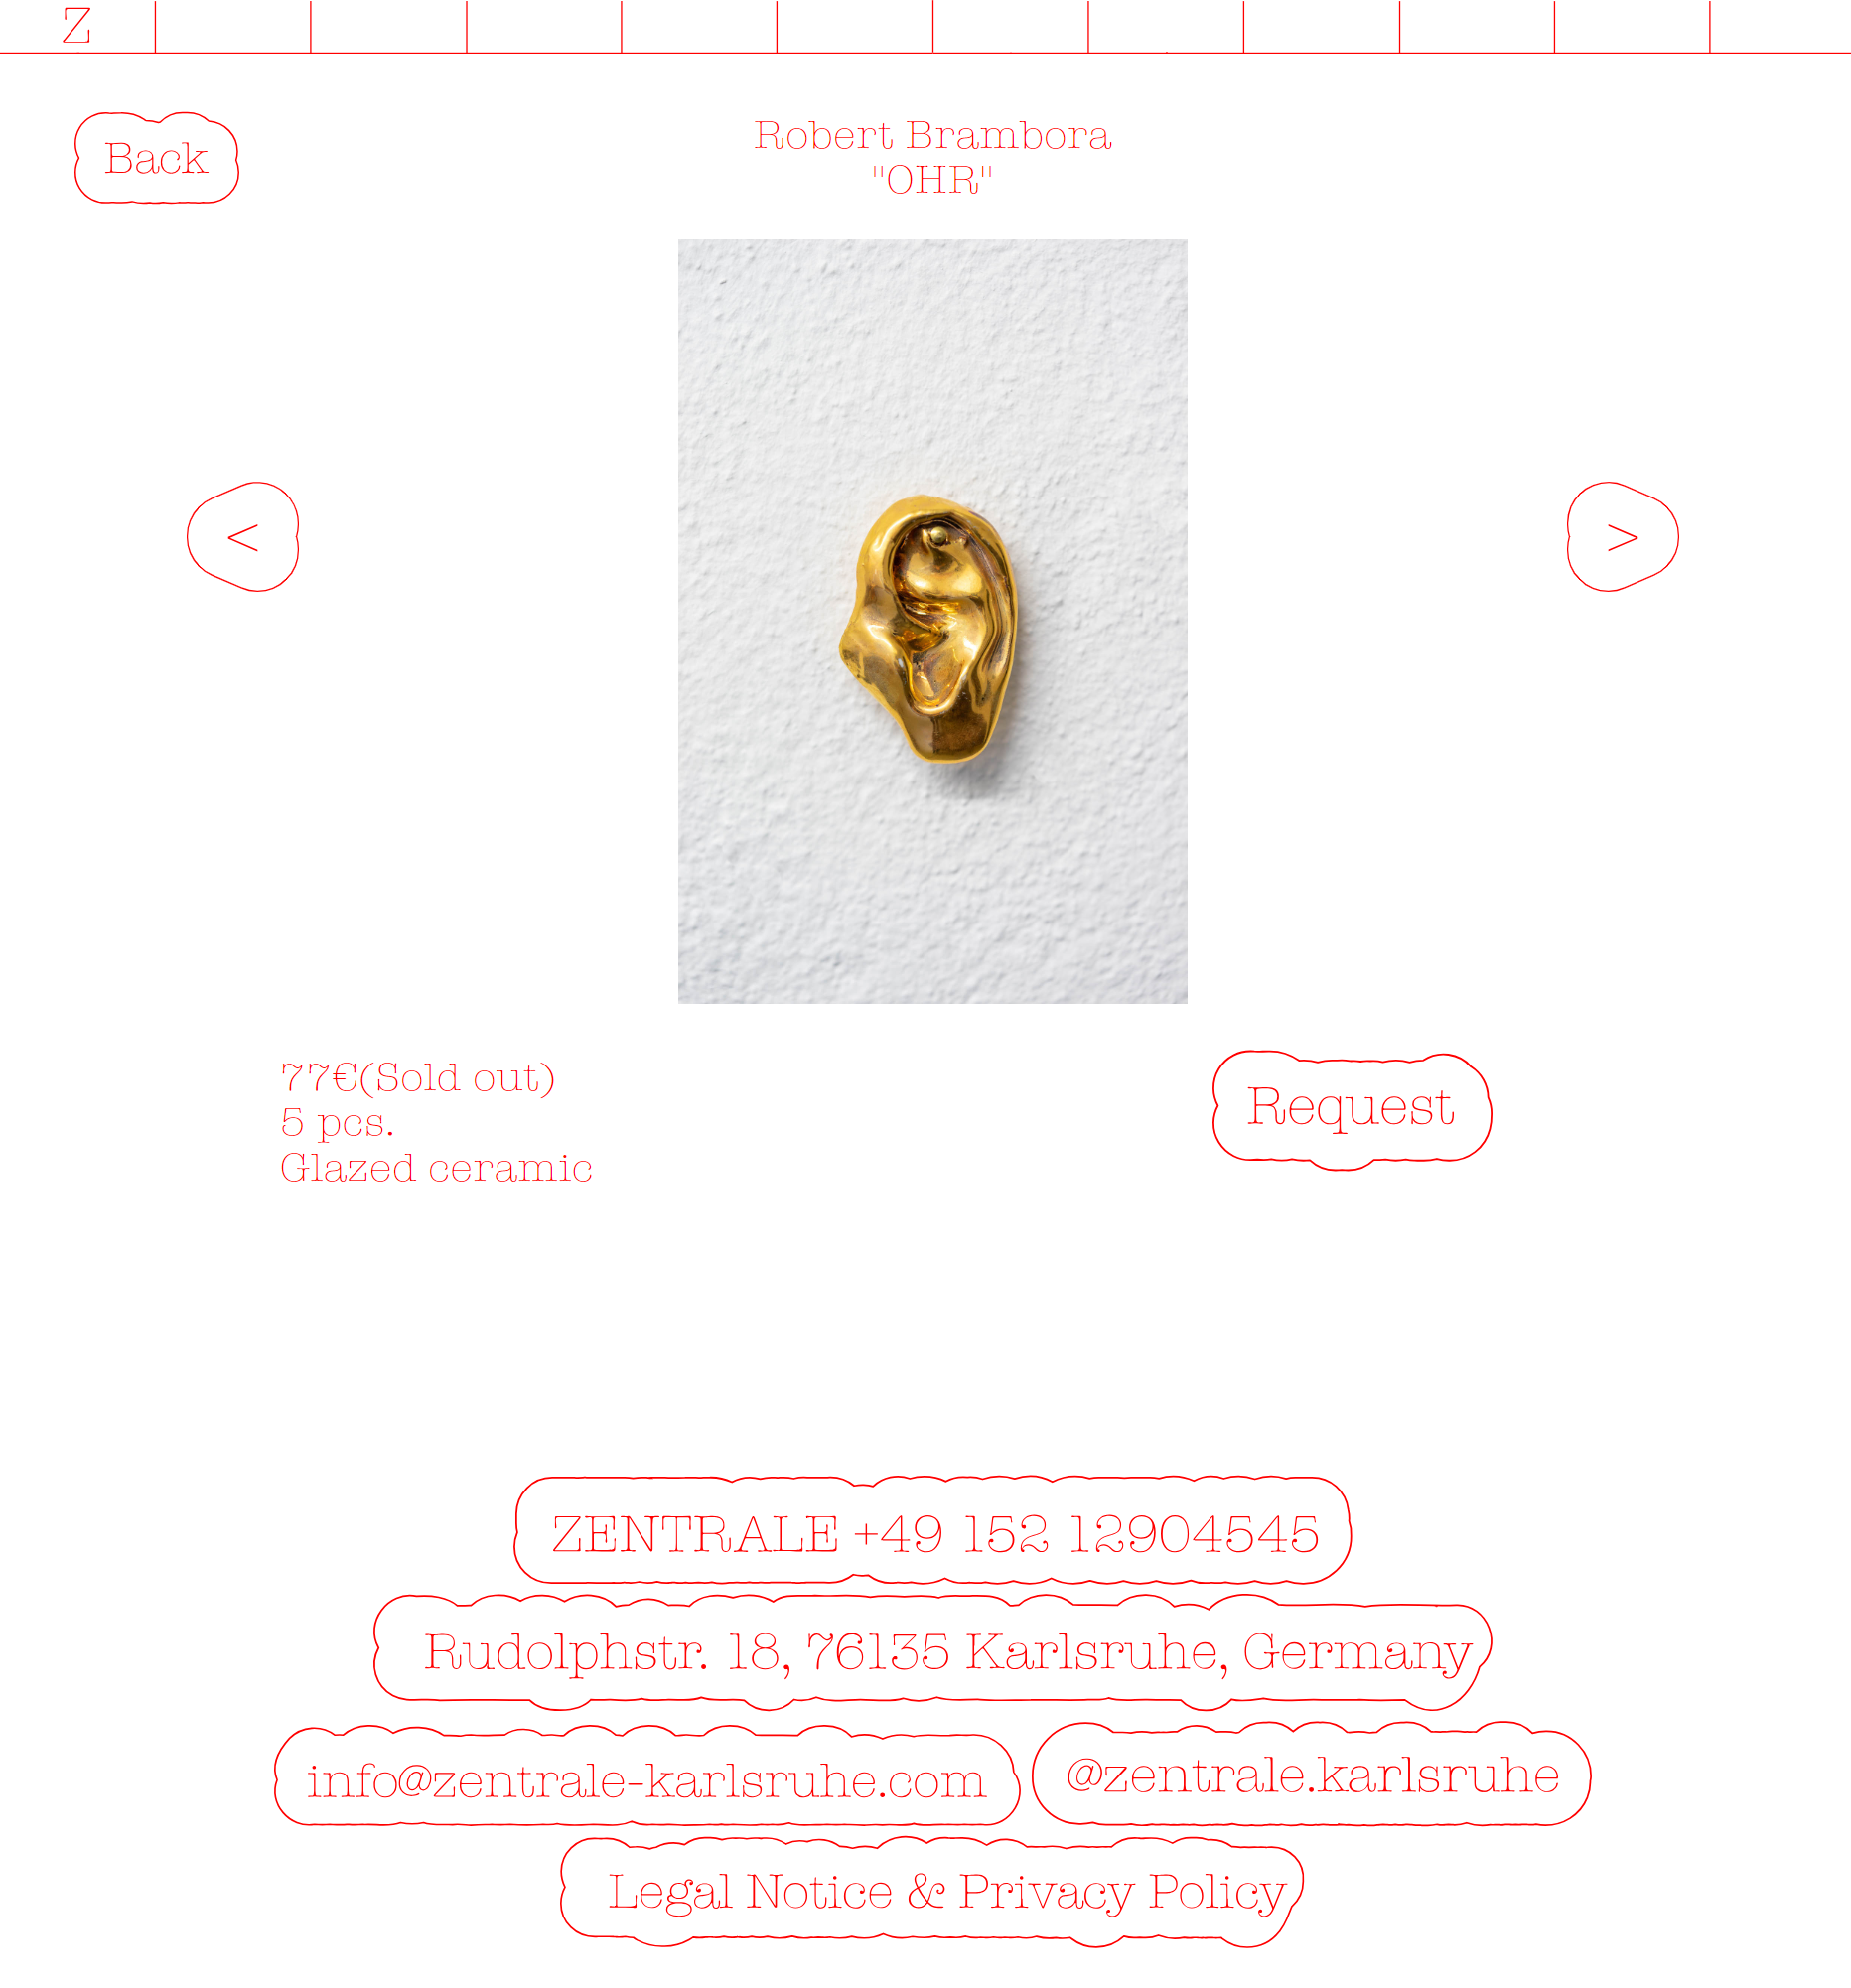 Z
Back
Robert Brambora
"OHR"
<
>
77€(Sold out)
5 pcs.
Glazed ceramic
Request
ZENTRALE +49 152 12904545
Rudolphstr. 18, 76135 Karlsruhe, Germany
info@zentrale-karlsruhe.com
@zentrale.karlsruhe
Legal Notice & Privacy Policy